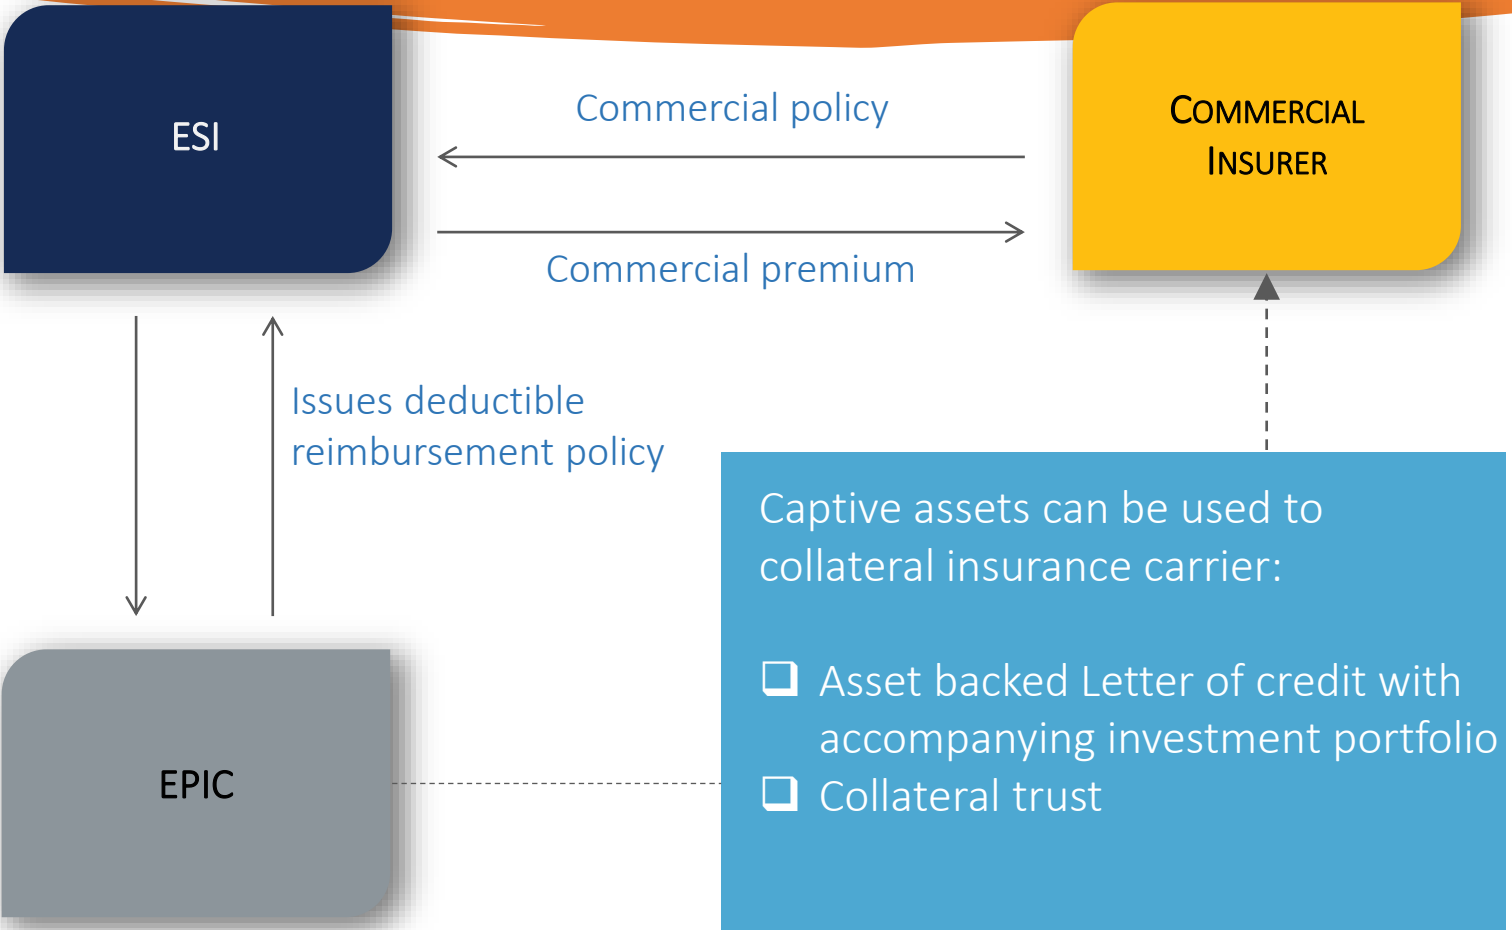 ESI
Commercial policy
COMMERCIAL
INSURER
Commercial premium
Issues deductible
reimbursement policy
Captive assets can be used to
collateral insurance carrier:
❑ Asset backed Letter of credit with
accompanying investment portfolio
❑ Collateral trust
EPIC